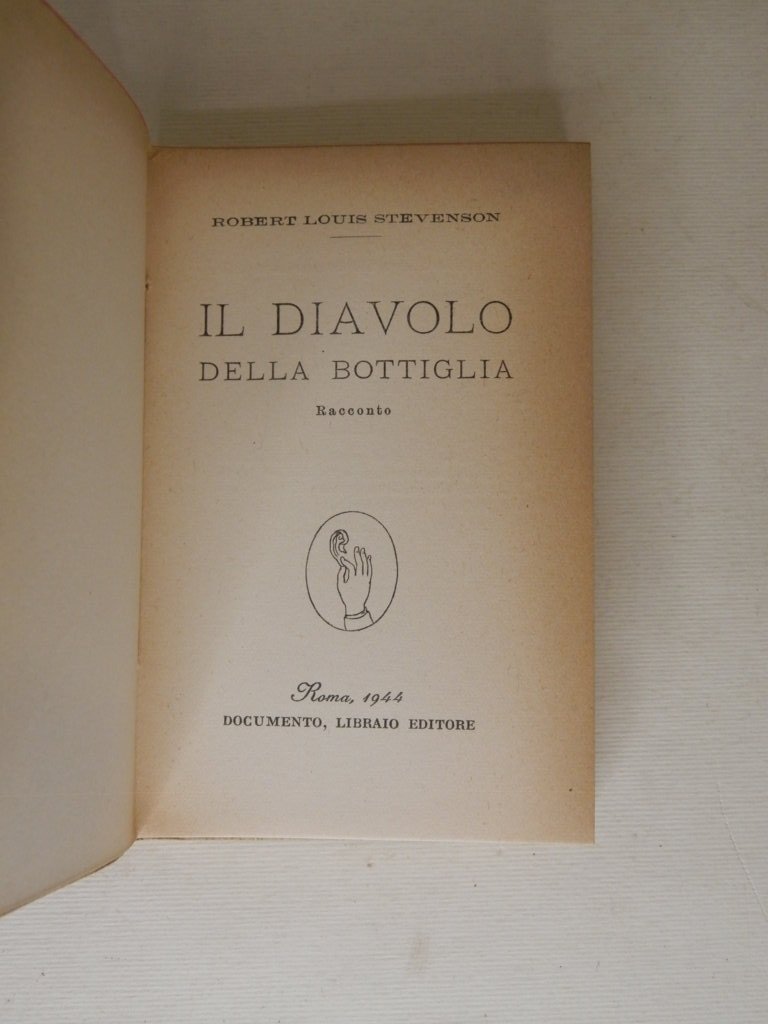 ROBERT LOUIS STEVENSON
IL DIAVOLO
DELLA BOTTIGLIA
Racconto
Roma, 1944
DOCUMENTO, LIBRAIO EDITORE